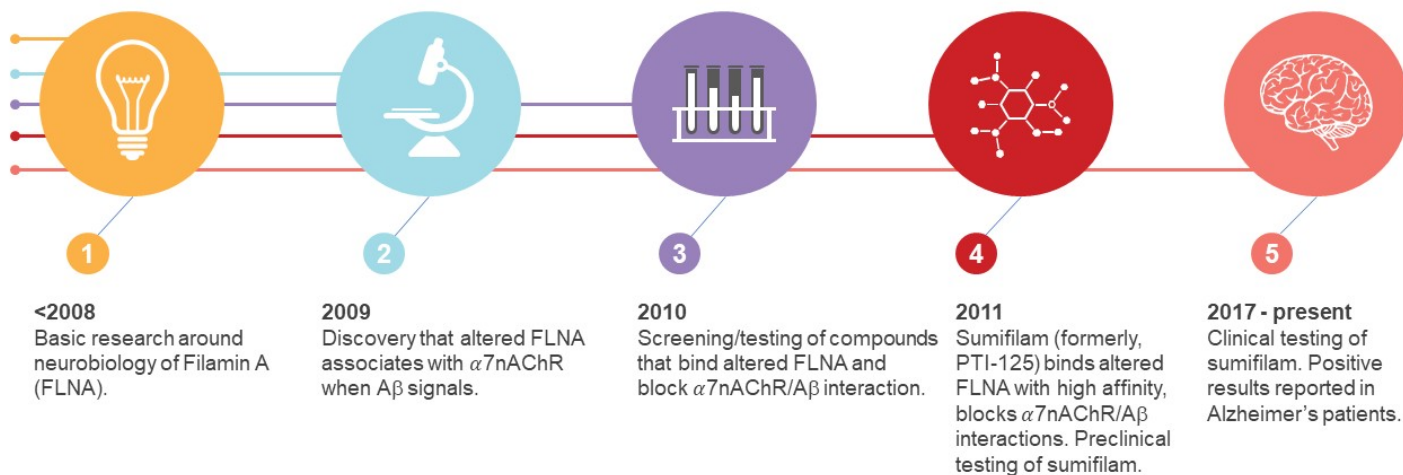 1
<2008
Basic research around
neurobiology of Filamin A
(FLNA).
2
2009
Discovery that altered FLNA
associates with α7nAChR
when Aβ signals.
3
2010
Screening/testing of compounds
that bind altered FLNA and
block α7nAChR/Aβ interaction.
4
2011
Sumifilam (formerly,
PTI-125) binds altered
FLNA with high affinity,
blocks α7nAChR/Aβ
interactions. Preclinical
testing of sumifilam.
5
2017 - present
Clinical testing of
sumifilam. Positive
results reported in
Alzheimer’s patients.